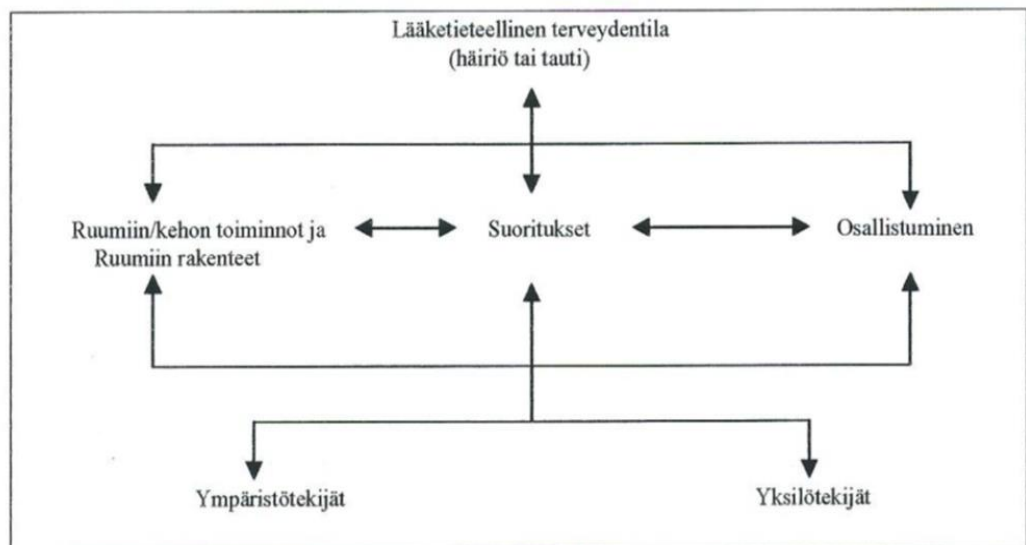 Lääketieteellinen terveydentila
(häiriö tai tauti)
Ruumiin/kehon toiminnot ja
Ruumiin rakenteet
Suoritukset
Osallistuminen
Ympäristötekijät
Yksilötekijät